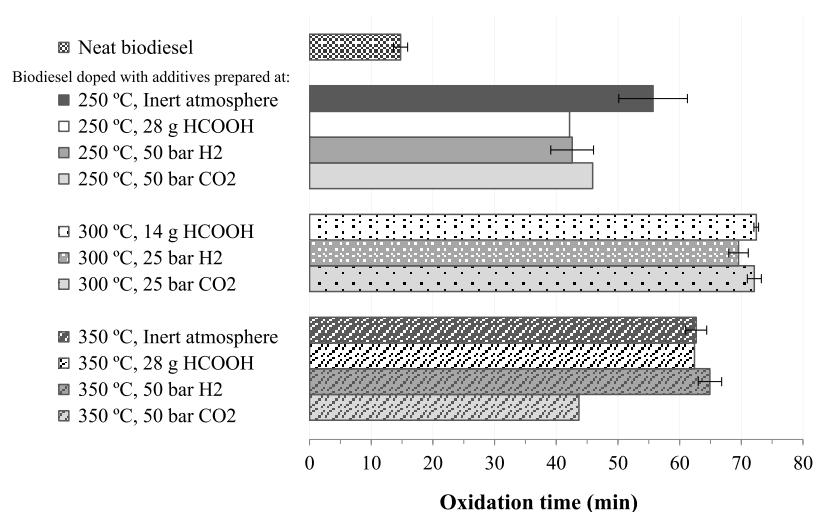 Neat biodiesel
Biodiesel doped with additives prepared at:
250 ºC, Inert atmosphere
250 ºC, 28 g HCOOH
250 ºC, 50 bar H2
250 ºC, 50 bar CO2
300 ºC, 14 g HCOOH
300 ºC, 25 bar H2
300 ºC, 25 bar CO2
350 ºC, Inert atmosphere
350 ºC, 28 g HCOOH
350 ºC, 50 bar H2
350 ºC, 50 bar CO2
0 10 20 30 40 50 60 70 80
Oxidation time (min)